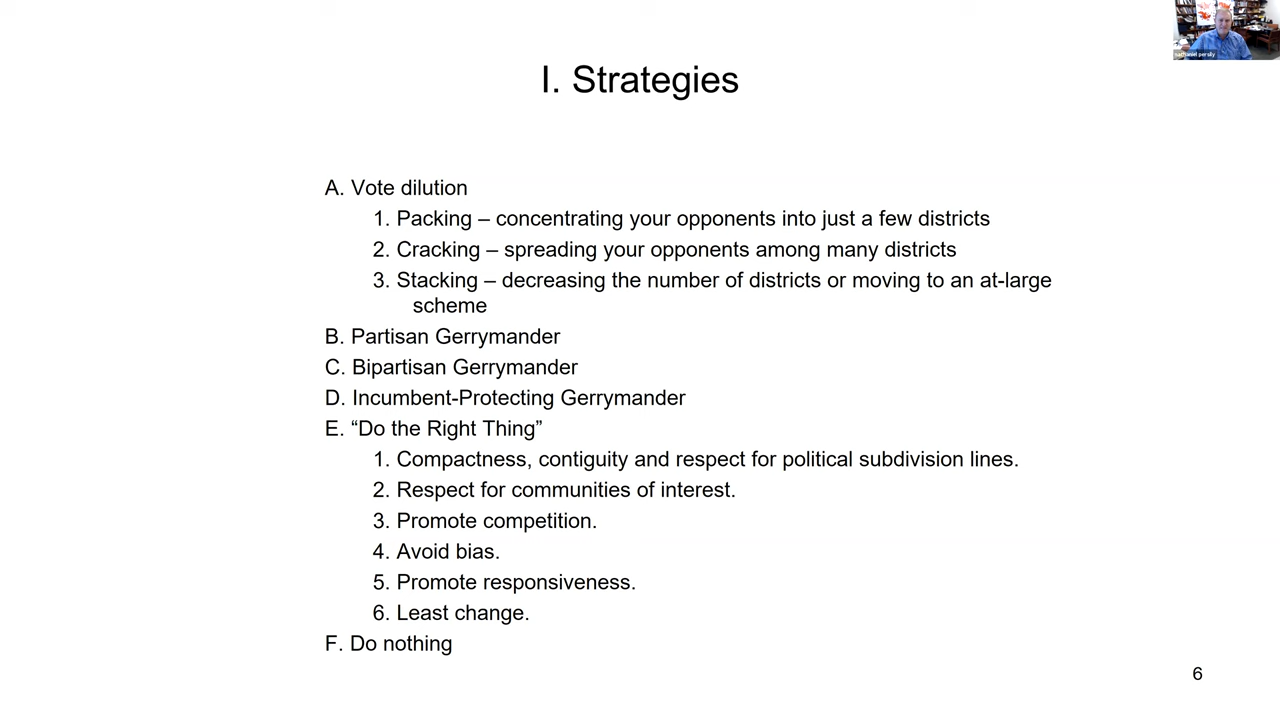 nathaniel persily
I. Strategies
A. Vote dilution
1. Packing – concentrating your opponents into just a few districts
2. Cracking – spreading your opponents among many districts
3. Stacking – decreasing the number of districts or moving to an at-large
scheme
B. Partisan Gerrymander
C. Bipartisan Gerrymander
D. Incumbent-Protecting Gerrymander
E. “Do the Right Thing”
1. Compactness, contiguity and respect for political subdivision lines.
2. Respect for communities of interest.
3. Promote competition.
4. Avoid bias.
5. Promote responsiveness.
6. Least change.
F. Do nothing
6